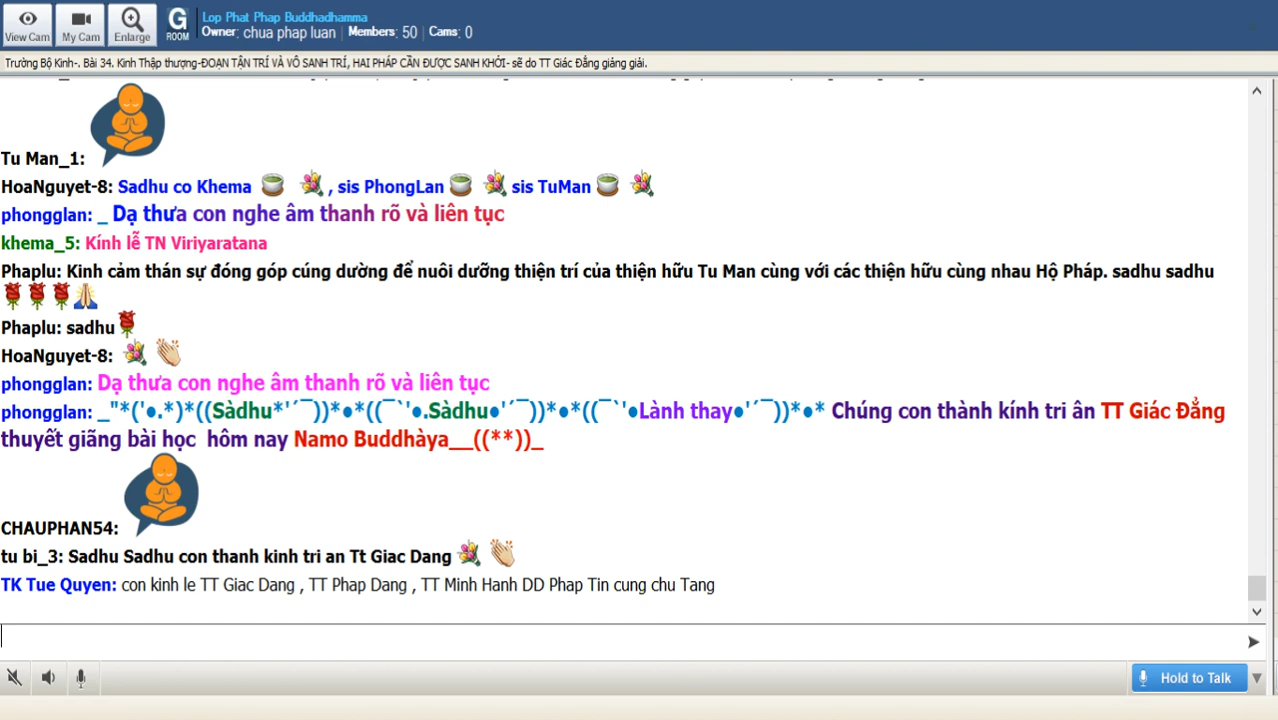 View Cam
My Cam
Enlarge
G
ROOM
Lop Phat Phap Buddhadhamma
Owner: chua phap luan | Members: 50 | Cams: 0
Trường Bộ Kinh-. Bài 34. Kinh Thập thượng-ĐOẠN TẬN TRÍ VÀ VÔ SANH TRÍ, HAI PHÁP CẦN ĐƯỢC SANH KHỞI- sẽ do TT Giác Đẳng giảng giải.
Tu Man_1:
HoaNguyet-8: Sadhu co Khema , sis PhongLan sis TuMan
phongglan: _ Dạ thưa con nghe âm thanh rõ và liên tục
khema_5: Kính lễ TN Viriyaratana
Phaplu: Kinh cảm thán sự đóng góp cúng dường để nuôi dưỡng thiện trí của thiện hữu Tu Man cùng với các thiện hữu cùng nhau Hộ Pháp. sadhu sadhu
Phaplu: sadhu
HoaNguyet-8:
phongglan: Dạ thưa con nghe âm thanh rõ và liên tục
phongglan: _"*('●.*)*((Sàdhu*'´¯))*●*((¯`'●.Sàdhu●'´¯))*●*((¯`'●Lành thay●'´¯))*●* Chúng con thành kính tri ân TT Giác Đẳng
thuyết giãng bài học hôm nay Namo Buddhàya__((**))_
CHAUPHAN54:
tu bi_3: Sadhu Sadhu con thanh kinh tri an Tt Giac Dang
TK Tue Quyen: con kinh le TT Giac Dang , TT Phap Dang , TT Minh Hanh DD Phap Tin cung chu Tang
Hold to Talk